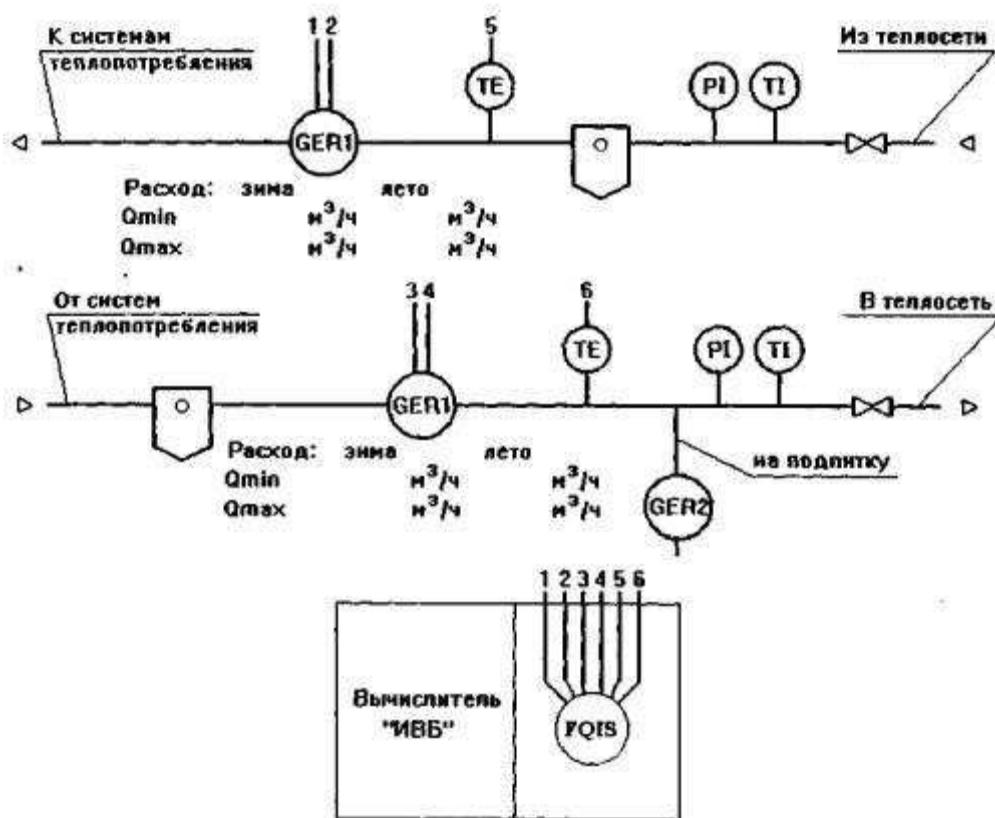 1 2
5
К системам
теплопотребления
Из теплосети
TE
PI
TI
GER1
Расход: зима лето
Qmin м³/ч м³/ч
Qmax м³/ч м³/ч
3 4
6
От систем
теплопотребления
В теплосеть
TE
PI
TI
GER1
Расход: зима лето
Qmin м³/ч м³/ч
Qmax м³/ч м³/ч
на подпитку
GER2
1 2 3 4 5 6
Вычислитель
"ИВБ"
FQIS